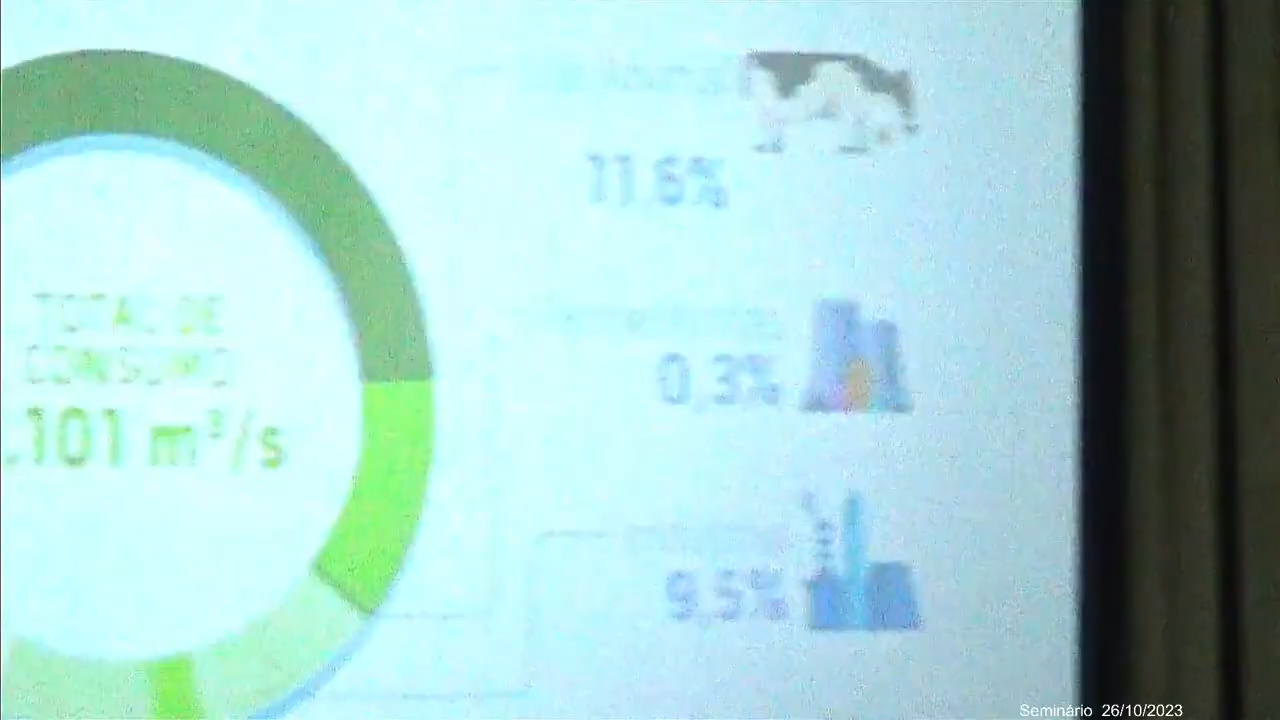 11.6%
TOTAL DE
CONSUMO
0,3%
.101 m³/s
9.5%
Seminário 26/10/2023